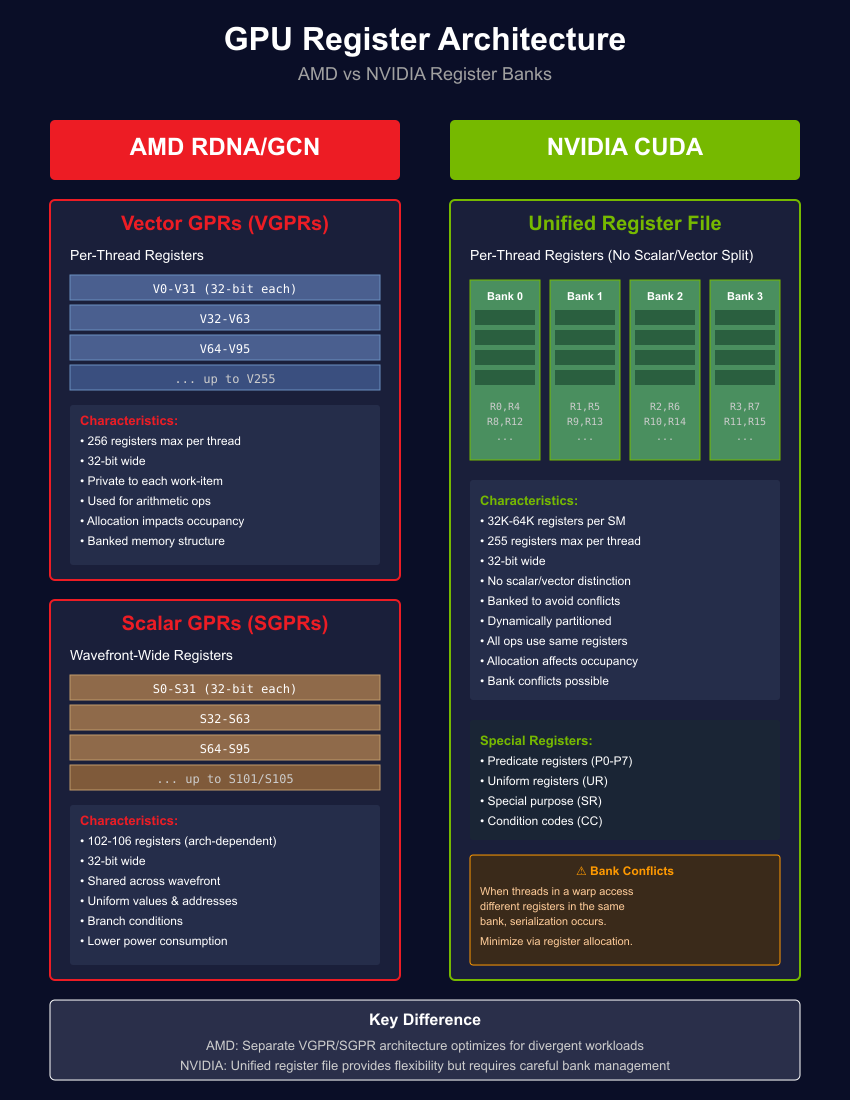 GPU Register Architecture
AMD vs NVIDIA Register Banks
AMD RDNA/GCN
Vector GPRs (VGPRs)
Per-Thread Registers
V0-V31 (32-bit each)
V32-V63
V64-V95
... up to V255
Characteristics:
• 256 registers max per thread
• 32-bit wide
• Private to each work-item
• Used for arithmetic ops
• Allocation impacts occupancy
• Banked memory structure
Scalar GPRs (SGPRs)
Wavefront-Wide Registers
S0-S31 (32-bit each)
S32-S63
S64-S95
... up to S101/S105
Characteristics:
• 102-106 registers (arch-dependent)
• 32-bit wide
• Shared across wavefront
• Uniform values & addresses
• Branch conditions
• Lower power consumption
NVIDIA CUDA
Unified Register File
Per-Thread Registers (No Scalar/Vector Split)
Bank 0
R0,R4
R8,R12
...
Bank 1
R1,R5
R9,R13
...
Bank 2
R2,R6
R10,R14
...
Bank 3
R3,R7
R11,R15
...
Characteristics:
• 32K-64K registers per SM
• 255 registers max per thread
• 32-bit wide
• No scalar/vector distinction
• Banked to avoid conflicts
• Dynamically partitioned
• All ops use same registers
• Allocation affects occupancy
• Bank conflicts possible
Special Registers:
• Predicate registers (P0-P7)
• Uniform registers (UR)
• Special purpose (SR)
• Condition codes (CC)
⚠ Bank Conflicts
When threads in a warp access
different registers in the same
bank, serialization occurs.
Minimize via register allocation.
Key Difference
AMD: Separate VGPR/SGPR architecture optimizes for divergent workloads
NVIDIA: Unified register file provides flexibility but requires careful bank management